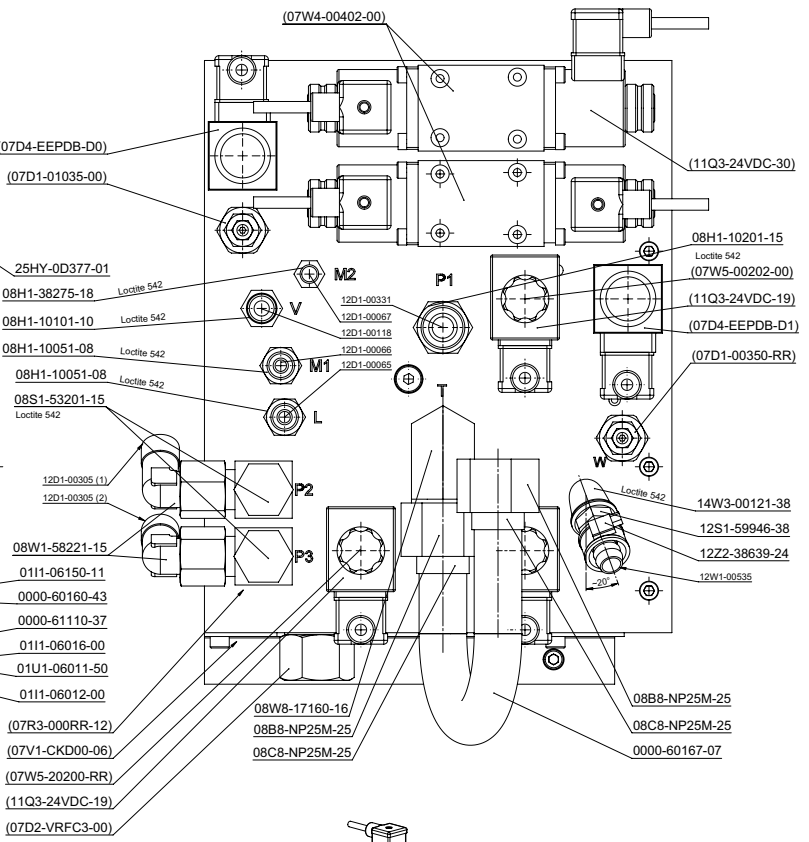 (07W4-00402-00)
07D4-EEPDB-D0)
(07D1-01035-00)
(11Q3-24VDC-30)
08H1-10201-15
Loctite 542
(07W5-00202-00)
(11Q3-24VDC-19)
(07D4-EEPDB-D1)
(07D1-00350-RR)
25HY-0D377-01
08H1-38275-18
Loctite 542
M2
P1
08H1-10101-10
Loctite 542
V
12D1-00331
12D1-00067
12D1-00118
08H1-10051-08
Loctite 542
M1
12D1-00066
12D1-00065
08H1-10051-08
Loctite 542
L
T
08S1-53201-15
Loctite 542
W
12D1-00305 (1)
12D1-00305 (2)
P2
P3
Loctite 542
14W3-00121-38
12S1-59946-38
12Z2-38639-24
12W1-00535
~20°
08W1-58221-15
01I1-06150-11
0000-60160-43
0000-61110-37
01I1-06016-00
01U1-06011-50
01I1-06012-00
(07R3-000RR-12)
(07V1-CKD00-06)
(07W5-20200-RR)
(11Q3-24VDC-19)
(07D2-VRFC3-00)
08W8-17160-16
08B8-NP25M-25
08C8-NP25M-25
08B8-NP25M-25
08C8-NP25M-25
0000-60167-07